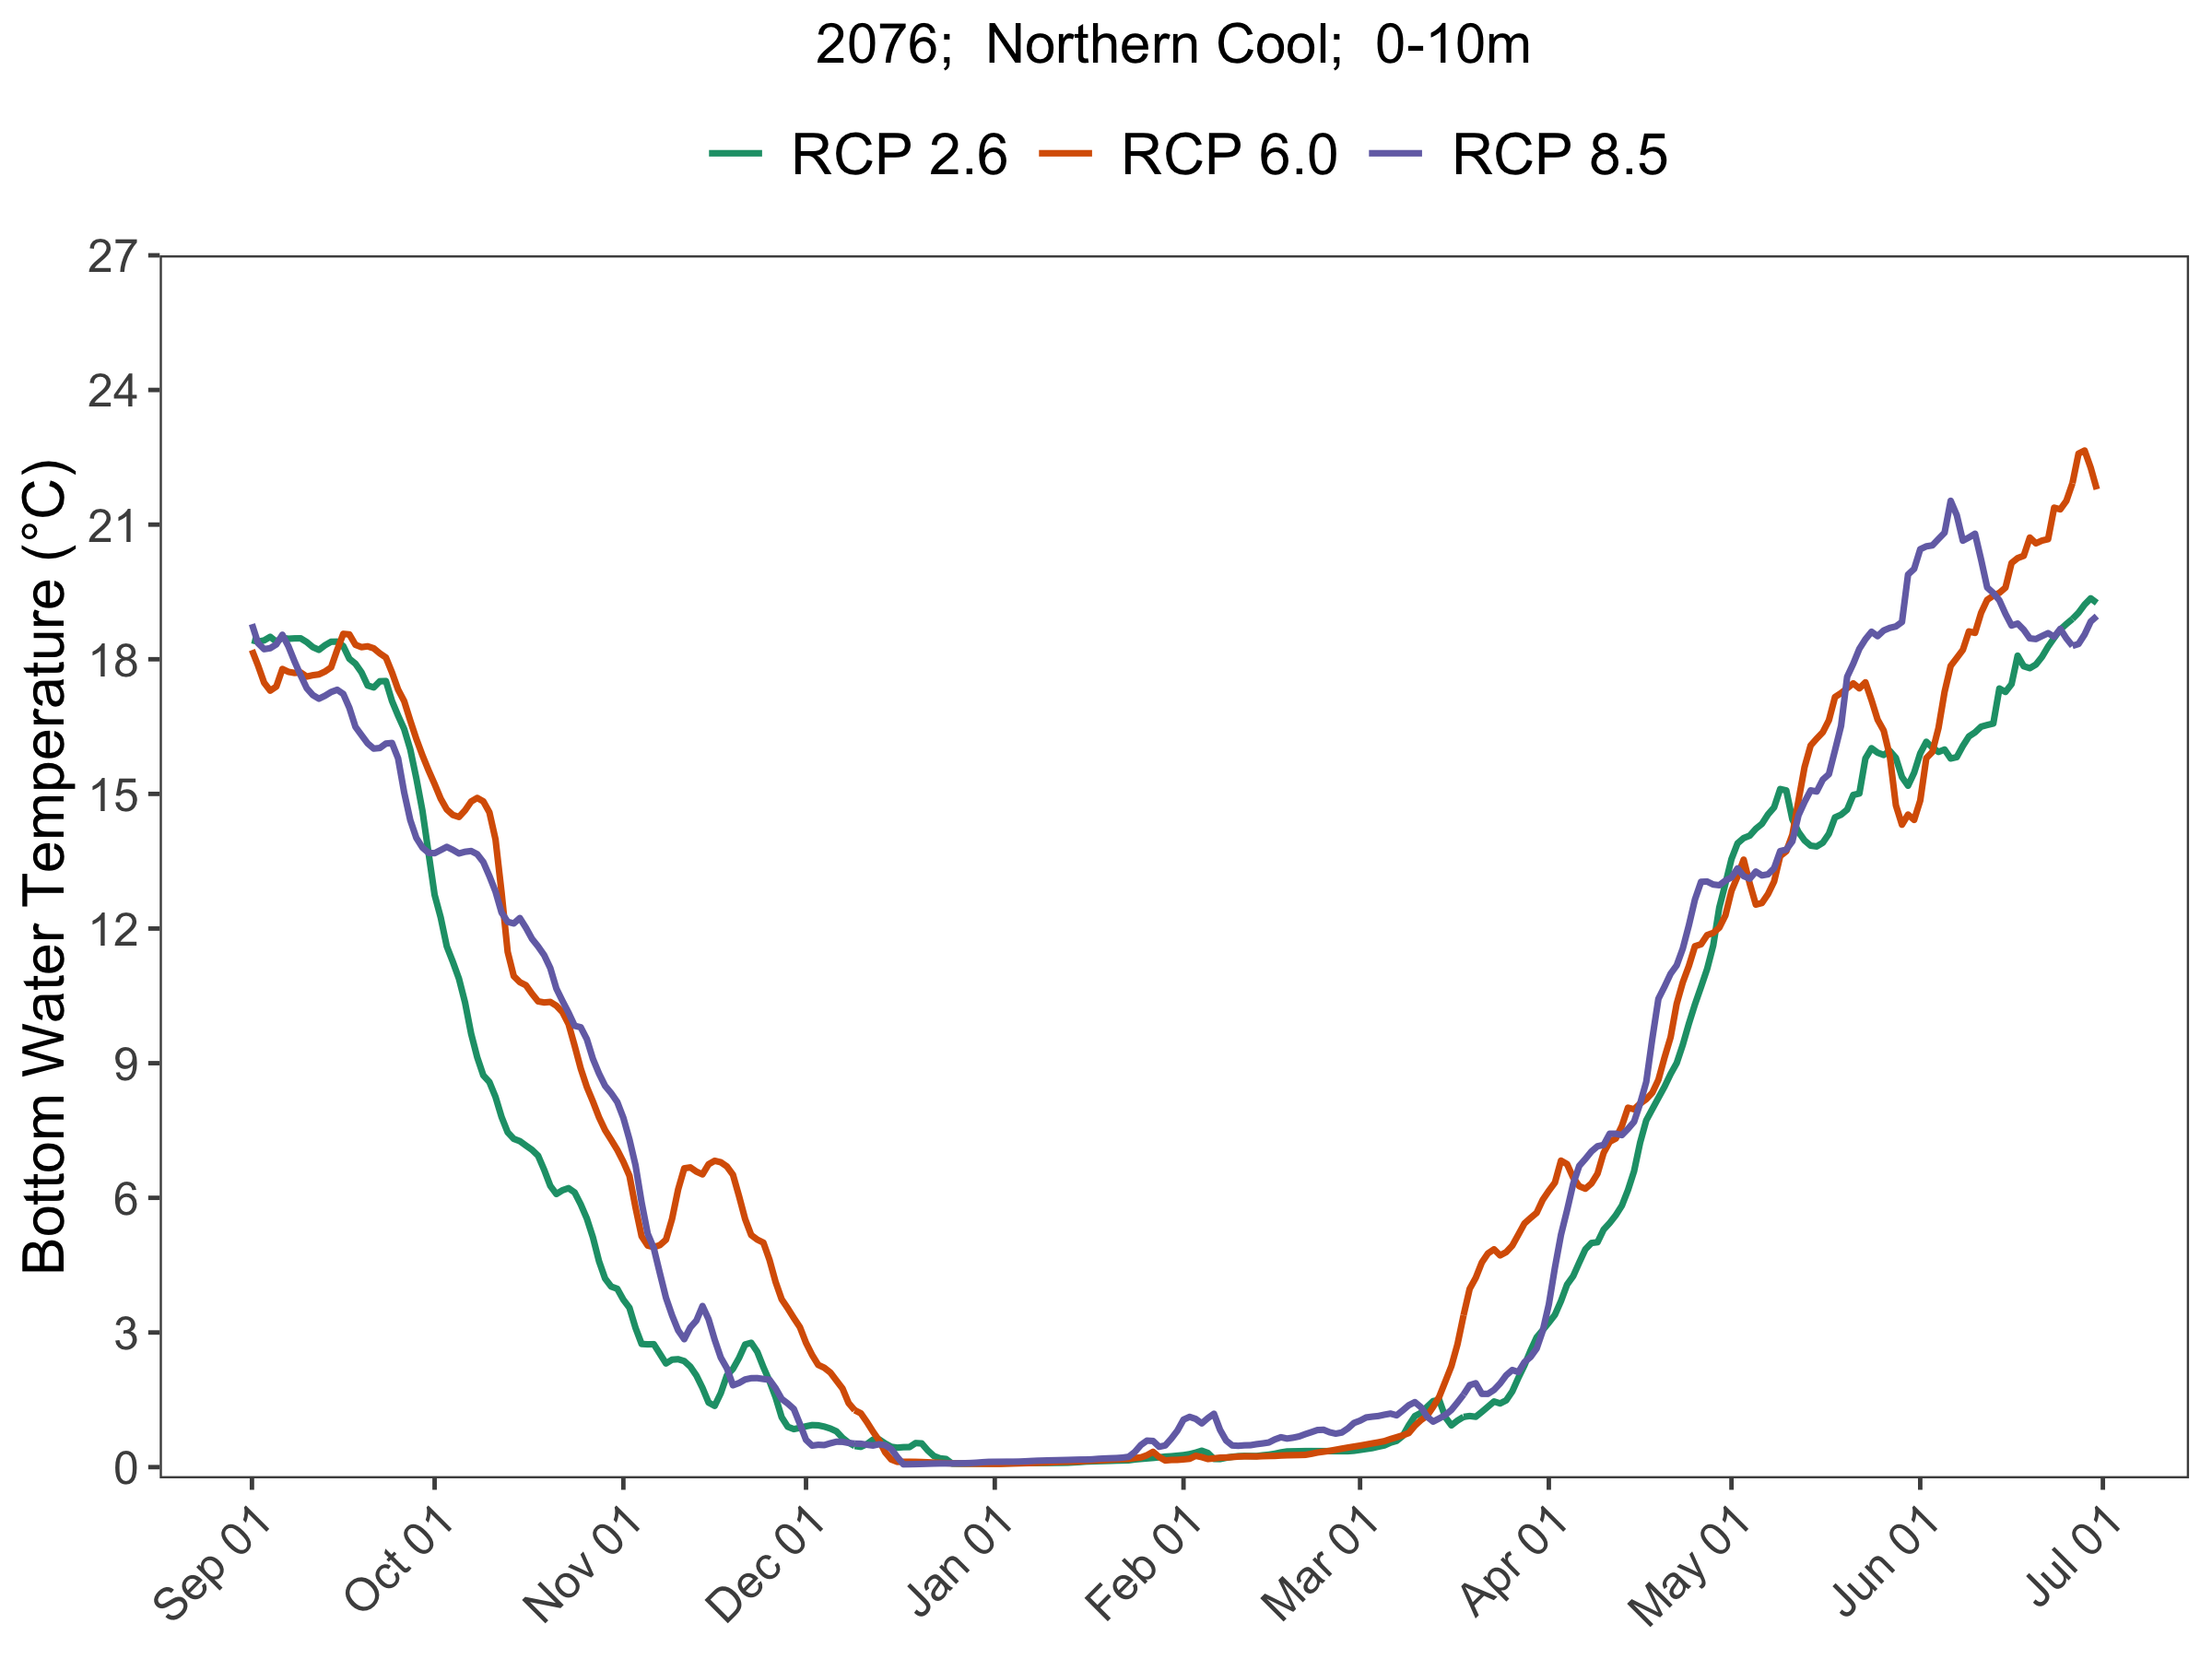 2076;  Northern Cool;  0-10m
RCP 2.6 RCP 6.0 RCP 8.5
Bottom Water Temperature (°C)
27
24
21
18
15
12
9
6
3
0
Sep 01 Oct 01 Nov 01 Dec 01 Jan 01 Feb 01 Mar 01 Apr 01 May 01 Jun 01 Jul 01